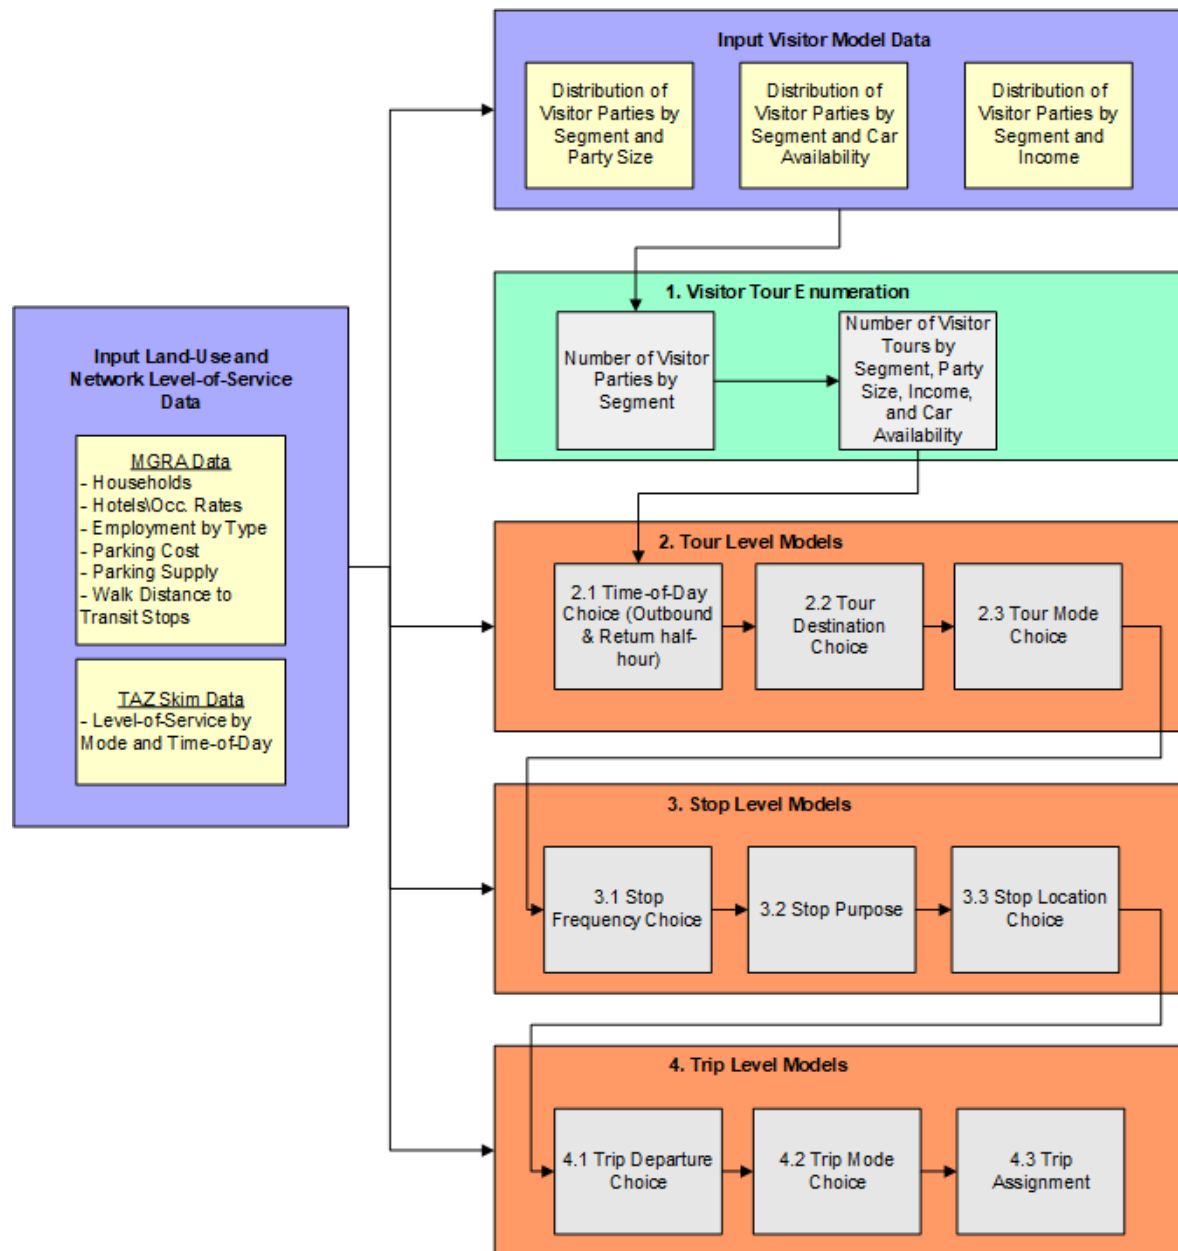 Input Visitor Model Data
Distribution of
Visitor Parties by
Segment and
Party Size
Distribution of
Visitor Parties by
Segment and Car
Availability
Distribution of
Visitor Parties by
Segment and
Income
1. Visitor Tour Enumeration
Number of Visitor
Parties by
Segment
Number of Visitor
Tours by
Segment, Party
Size, Income,
and Car
Availability
Input Land-Use and
Network Level-of-Service
Data
MGRA Data
- Households
- Hotels\Occ. Rates
- Employment by Type
- Parking Cost
- Parking Supply
- Walk Distance to
Transit Stops
TAZ Skim Data
- Level-of-Service by
Mode and Time-of-Day
2. Tour Level Models
2.1 Time-of-Day
Choice (Outbound
& Return half-
hour)
2.2 Tour
Destination
Choice
2.3 Tour Mode
Choice
3. Stop Level Models
3.1 Stop
Frequency Choice
3.2 Stop Purpose
3.3 Stop Location
Choice
4. Trip Level Models
4.1 Trip Departure
Choice
4.2 Trip Mode
Choice
4.3 Trip
Assignment